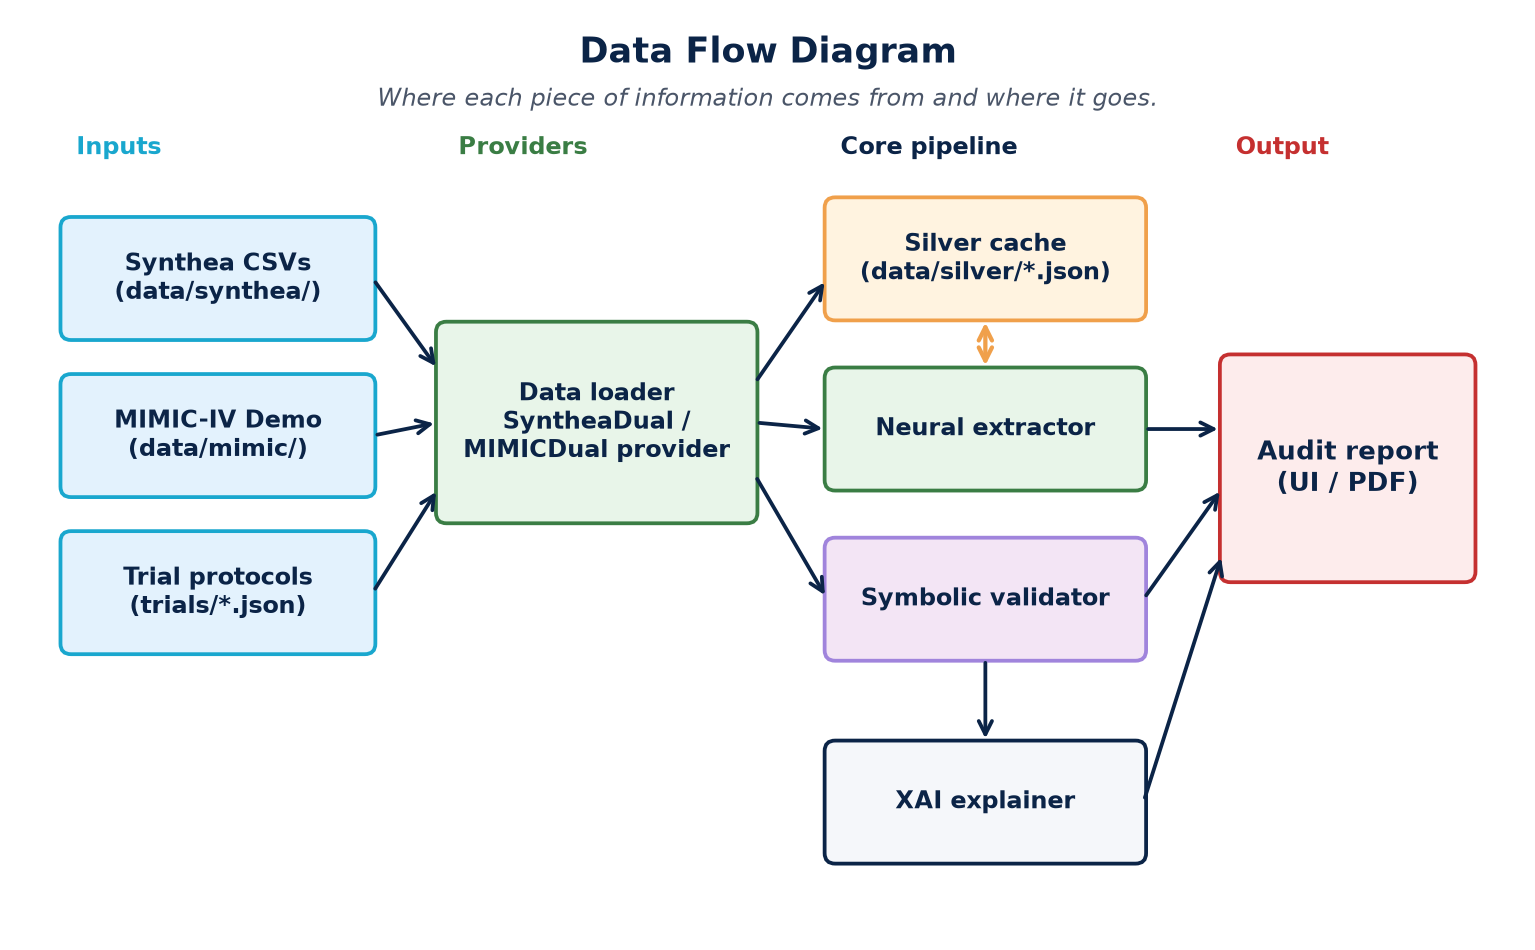 Data Flow Diagram
Where each piece of information comes from and where it goes.
Inputs
Providers
Core pipeline
Output
Synthea CSVs
(data/synthea/)
MIMIC-IV Demo
(data/mimic/)
Trial protocols
(trials/*.json)
Data loader
SyntheaDual /
MIMICDual provider
Silver cache
(data/silver/*.json)
Neural extractor
Symbolic validator
XAI explainer
Audit report
(UI / PDF)